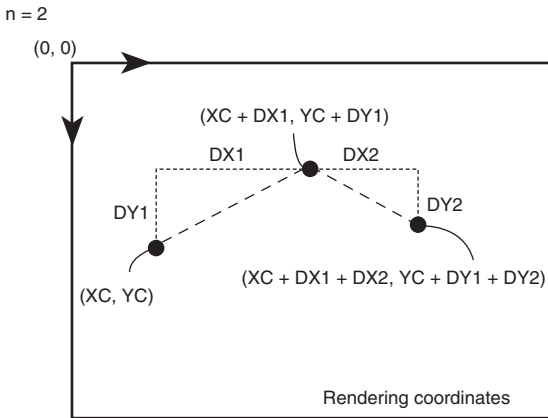 n = 2
(0, 0)
(XC + DX1, YC + DY1)
DX1
DX2
DY1
DY2
(XC, YC)
(XC + DX1 + DX2, YC + DY1 + DY2)
Rendering coordinates